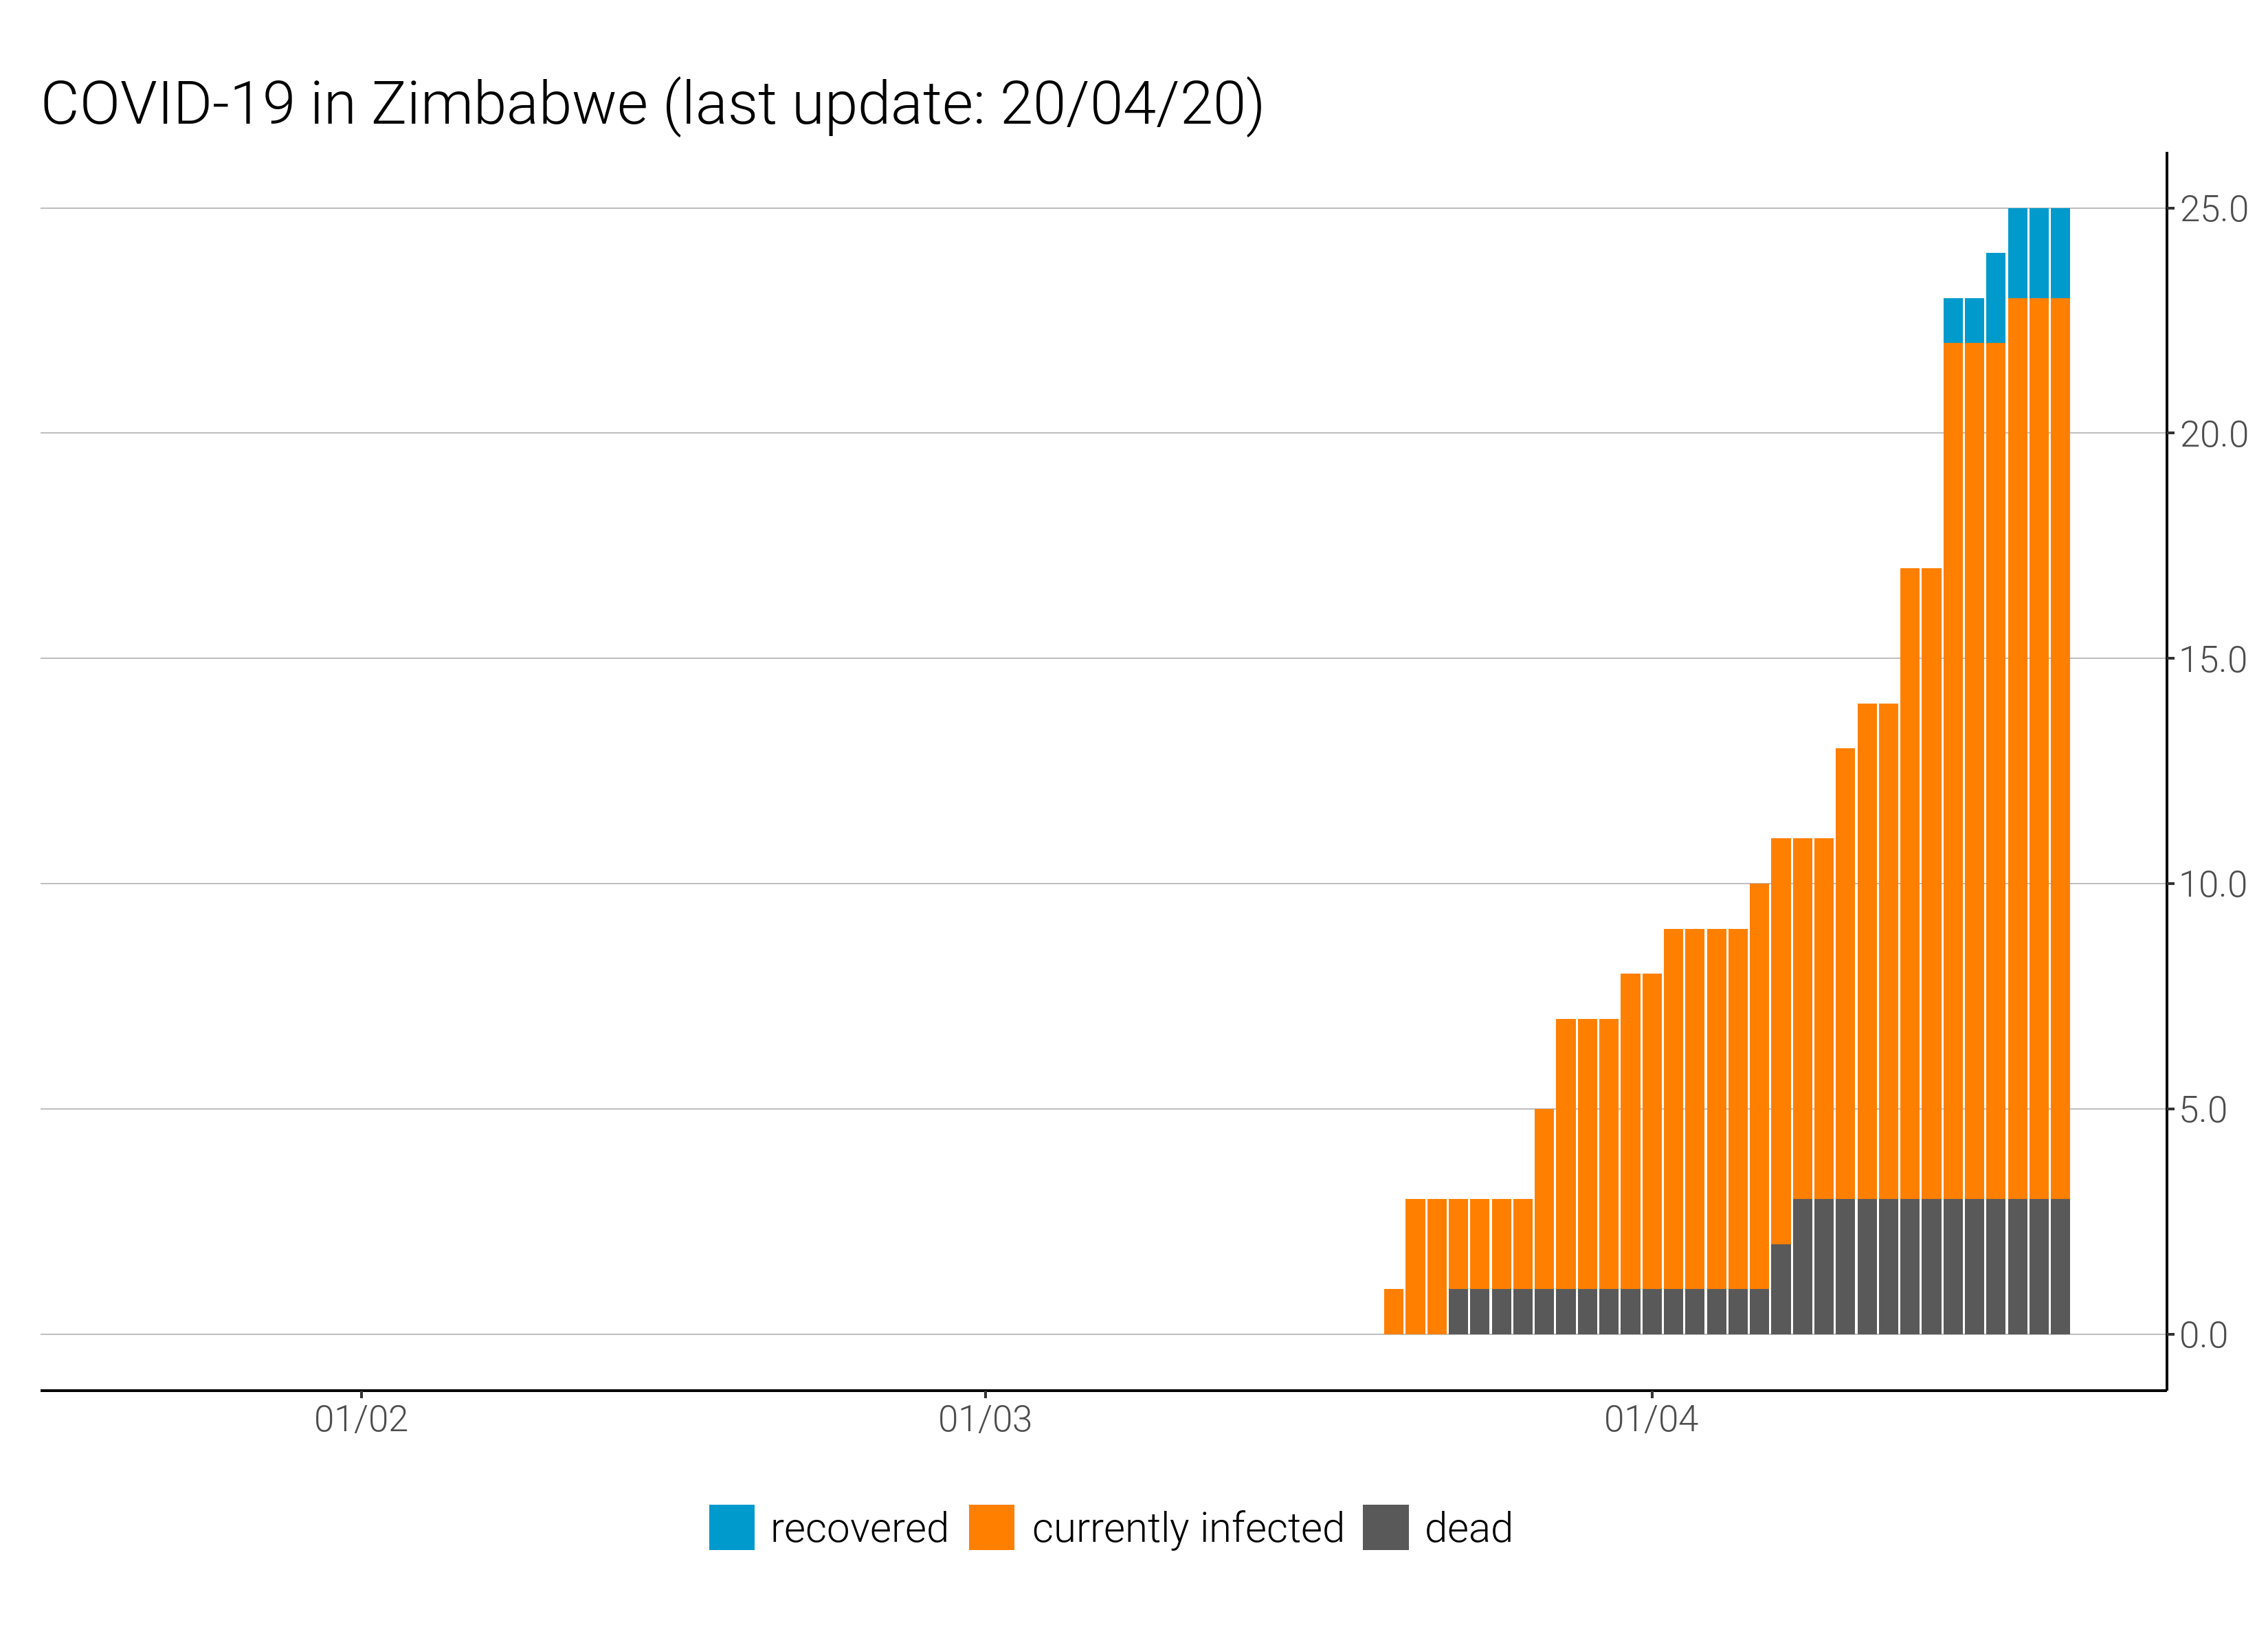 COVID-19 in Zimbabwe (last update: 20/04/20)
25.0
20.0
15.0
10.0
5.0
0.0
01/02 01/03 01/04
recovered currently infected dead